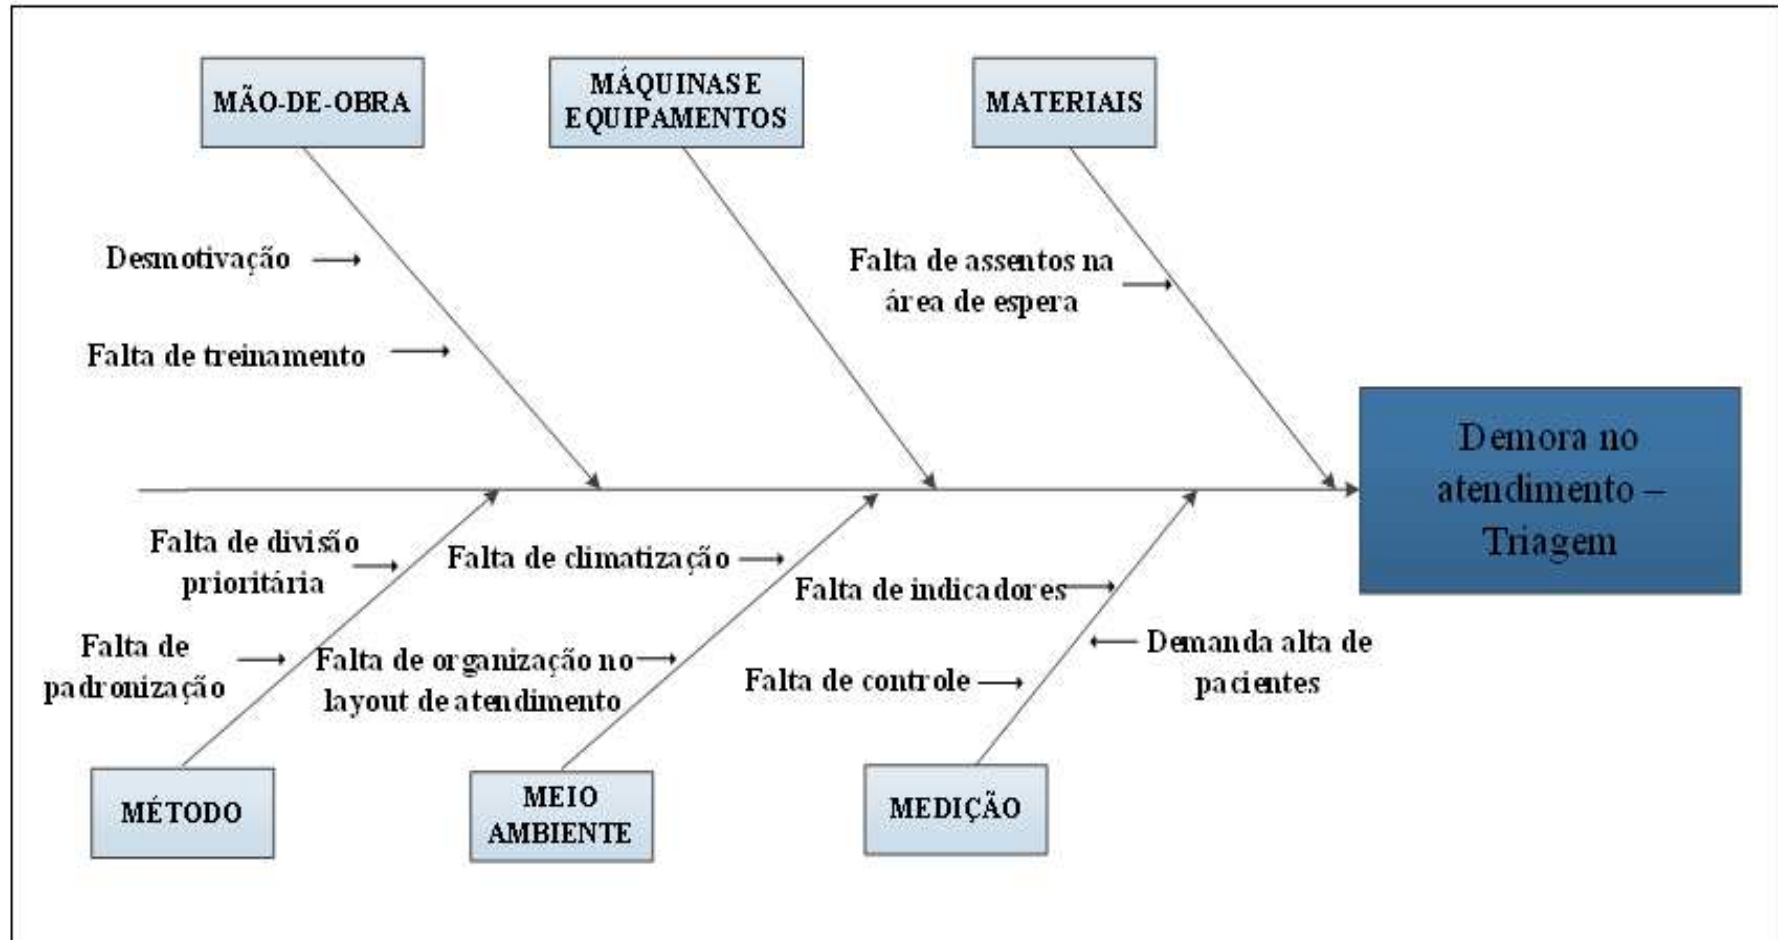 MÃO-DE-OBRA
MÁQUINAS E
EQUIPAMENTOS
MATERIAIS
Desmotivação
Falta de treinamento
Falta de assentos na
área de espera
Demora no
atendimento –
Triagem
Falta de divisão
prioritária
Falta de
padronização
Falta de climatização
Falta de organização no
layout de atendimento
Falta de indicadores
Falta de controle
Demanda alta de
pacientes
MÉTODO
MEIO
AMBIENTE
MEDIÇÃO